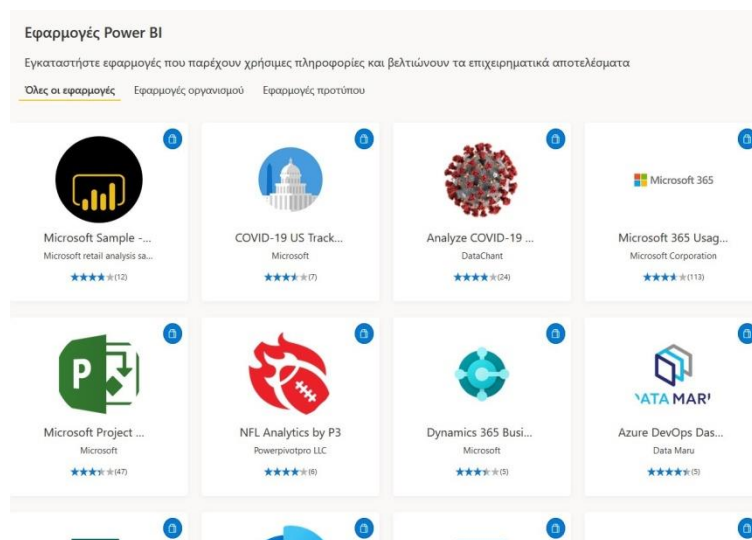 Εφαρμογές Power BI
Εγκαταστήστε εφαρμογές που παρέχουν χρήσιμες πληροφορίες και βελτιώνουν τα επιχειρηματικά αποτελέσματα
Όλες οι εφαρμογές Εφαρμογές οργανισμού Εφαρμογές προτύπου
Microsoft 365
Microsoft Sample -... COVID-19 US Track... Analyze COVID-19 ... Microsoft 365 Usag...
Microsoft retail analysis sa... Microsoft DataChant Microsoft Corporation
(12) (7) (24) (113)
P
ATA MAR
Microsoft Project ... NFL Analytics by P3 Dynamics 365 Busi... Azure DevOps Das...
Microsoft Powerpivotpro LLC Microsoft Data Maru
(47) (6) (5) (5)